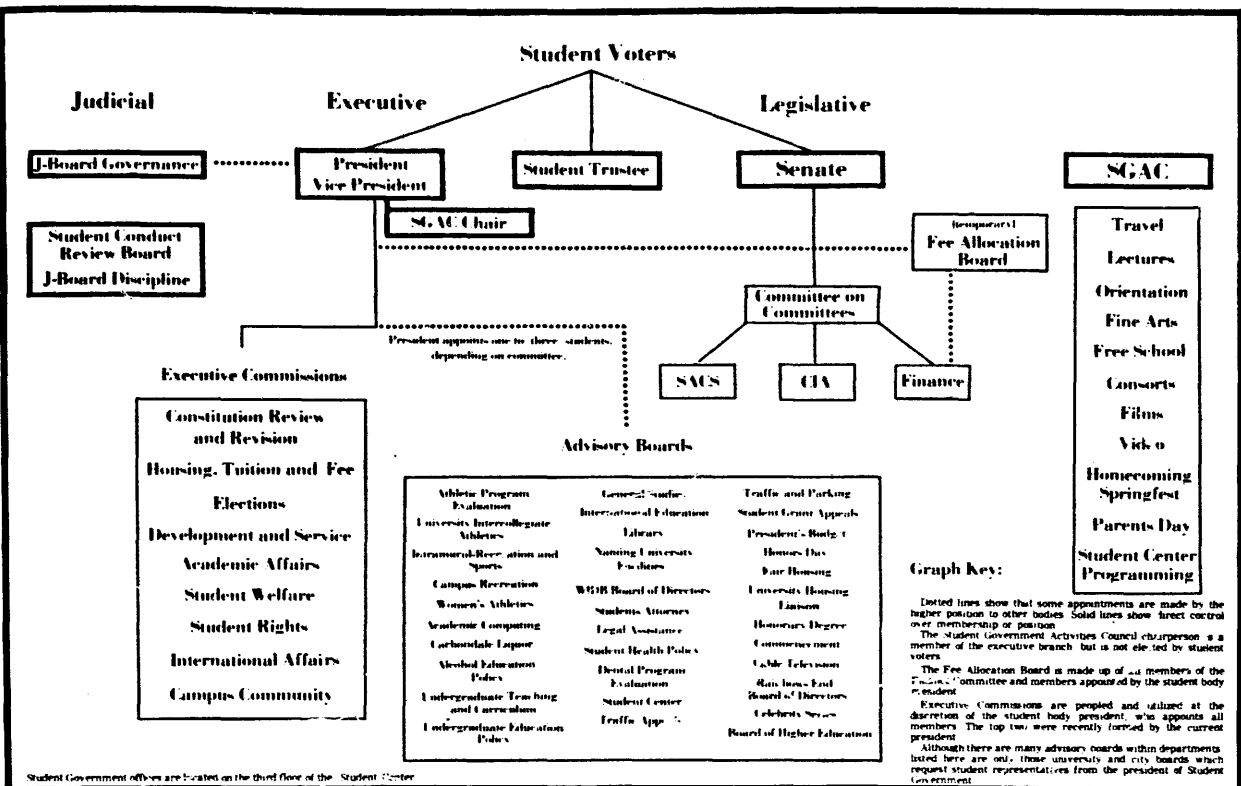 Student Voters
Judicial
Executive
Legislative
J-Board Governance
President
Vice President
Student Trustee
Senate
SGAC
SGAC Chair
Student Conduct
Review Board
J-Board Discipline
(temporary)
Fee Allocation
Board
Committee on
Committees
President appoints one to three students,
depending on committee.
SACS
CIA
Finance
Executive Commissions
Constitution Review
and Revision
Housing, Tuition and Fee
Elections
Development and Service
Academic Affairs
Student Welfare
Student Rights
International Affairs
Campus Community
Advisory Boards
Athletic Program
Evaluation
University Intercollegiate
Athletics
Intramural-Recreation and
Sports
Campus Recreation
Women's Athletics
Academic Computing
Carbondale Liquor
Alcohol Education
Policy
Undergraduate Teaching
and Curriculum
Undergraduate Education
Policy
General Studies
International Education
Library
Naming University
Facilities
WIDB Board of Directors
Students Attorney
Legal Assistance
Student Health Policy
Dental Program
Evaluation
Student Center
Traffic Appeals
Traffic and Parking
Student Grant Appeals
President's Budget
Honors Day
Fair Housing
University Housing
Liaison
Honorary Degree
Commencement
Cable Television
Rainbows End
Board of Directors
Celebrity Series
Board of Higher Education
Travel
Lectures
Orientation
Fine Arts
Free School
Consorts
Films
Video
Homecoming
Springfest
Parents Day
Student Center
Programming
Graph Key:
Dotted lines show that some appointments are made by the
higher position to other bodies. Solid lines show direct control
over membership or position
The Student Government Activities Council chairperson is a
member of the executive branch but is not elected by student
voters
The Fee Allocation Board is made up of members of the
Finance Committee and members appointed by the student body
president
Executive Commissions are peopled and utilized at the
discretion of the student body president, who appoints all
members. The top two were recently formed by the current
president
Although there are many advisory boards within departments
listed here are only those university and city boards which
request student representatives from the president of Student
Government
Student Government offices are located on the third floor of the Student Center